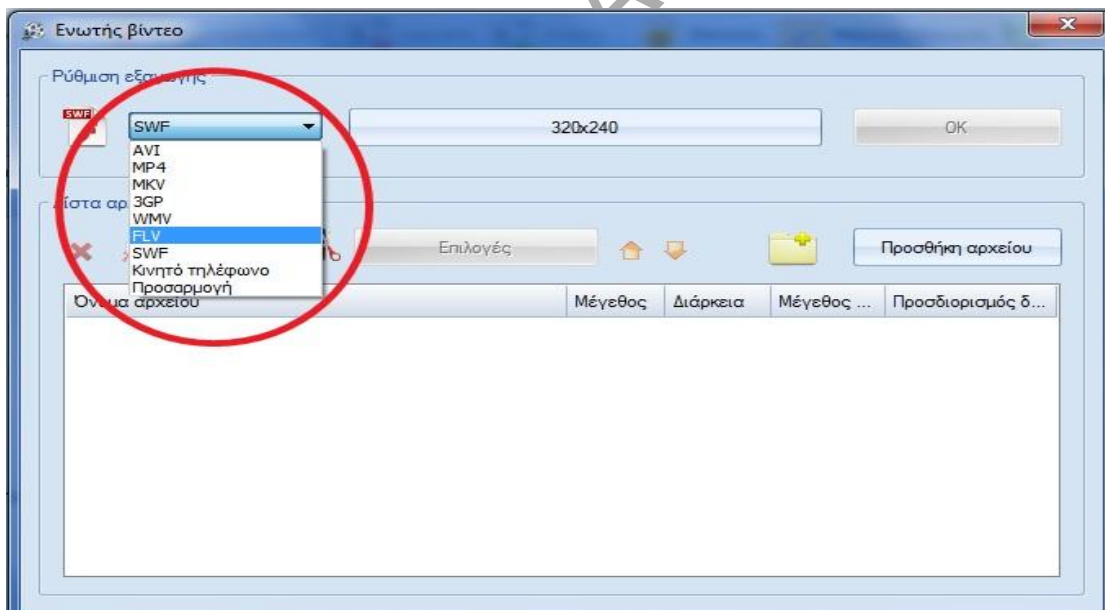 Ενωτής βίντεο
Ρύθμιση εξαγωγής
SWF
SWF
320x240
OK
AVI
MP4
MKV
3GP
WMV
FLV
SWF
Κινητό τηλέφωνο
Προσαρμογή
Λίστα αρ
Επιλογές
Προσθήκη αρχείου
Όνομα αρχείου
Μέγεθος
Διάρκεια
Μέγεθος ...
Προσδιορισμός δ...